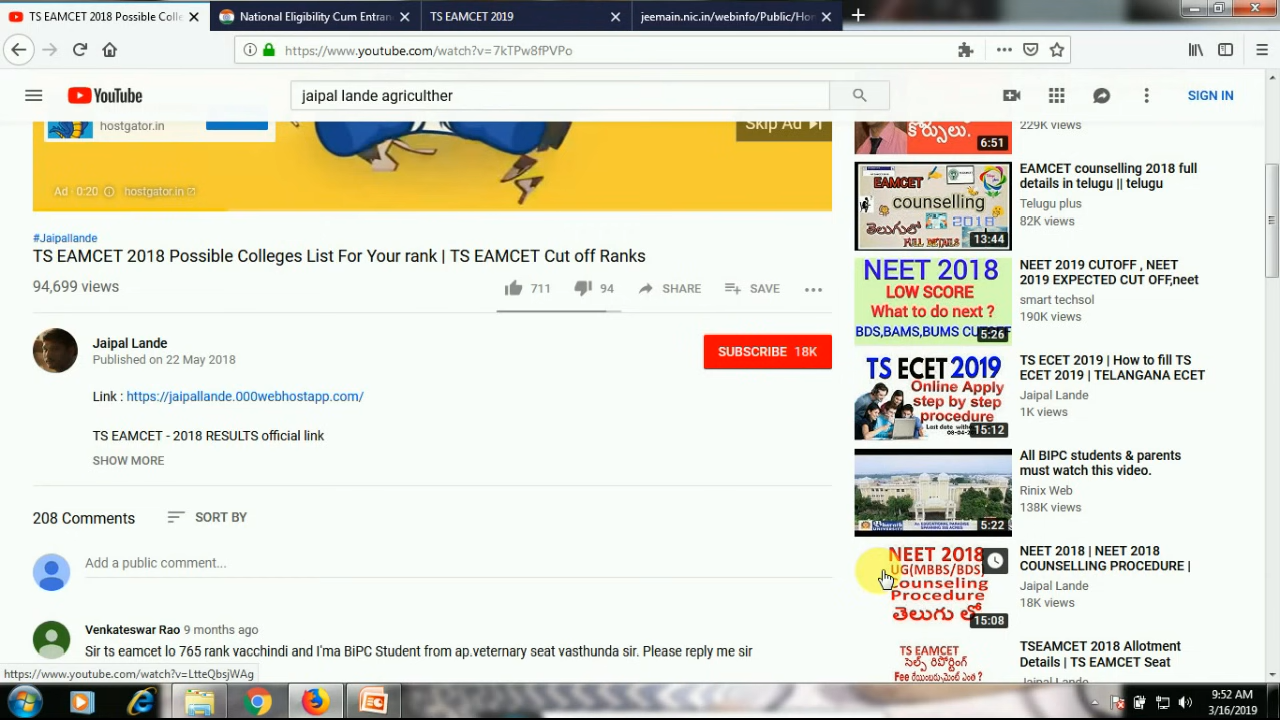 TS EAMCET 2018 Possible Colle
National Eligibility Cum Entran
TS EAMCET 2019
jeemain.nic.in/webinfo/Public/Hom
https://www.youtube.com/watch?v=7kTPw8fPVPo
YouTube
jaipal lande agriculther
SIGN IN
hostgator.in
Skip Ad
Ad · 0:20 hostgator.in
#Jaipallande
TS EAMCET 2018 Possible Colleges List For Your rank | TS EAMCET Cut off Ranks
94,699 views
711
94
SHARE
SAVE
Jaipal Lande
Published on 22 May 2018
SUBSCRIBE 18K
Link : https://jaipallande.000webhostapp.com/
TS EAMCET - 2018 RESULTS official link
SHOW MORE
208 Comments
SORT BY
Add a public comment...
Venkateswar Rao 9 months ago
Sir ts eamcet lo 765 rank vacchindi and I'ma BiPC Student from ap.veternary seat vasthunda sir. Please reply me sir
కోర్సులు.
6:51
229K views
EAMCET
counselling
2018
తెలుగులో
FULL DETAILS
13:44
EAMCET counselling 2018 full
details in telugu || telugu
Telugu plus
82K views
NEET 2018
LOW SCORE
What to do next ?
BDS,BAMS,BUMS CU
5:26
NEET 2019 CUTOFF , NEET
2019 EXPECTED CUT OFF,neet
smart techsol
190K views
TS ECET 2019
Online Apply
step by step
procedure
15:12
TS ECET 2019 | How to fill TS
ECET 2019 | TELANGANA ECET
Jaipal Lande
1K views
5:22
All BIPC students & parents
must watch this video.
Rinix Web
138K views
NEET 2018
UG(MBBS/BDS)
Counseling
Procedure
తెలుగు లో
15:08
NEET 2018 | NEET 2018
COUNSELLING PROCEDURE |
Jaipal Lande
18K views
TS EAMCET
సెల్ఫ్ రిపోర్టింగ్
TSEAMCET 2018 Allotment
Details | TS EAMCET Seat
Jaipal Lande
https://www.youtube.com/watch?v=LtteQbsjWAg
9:52 AM
3/16/2019